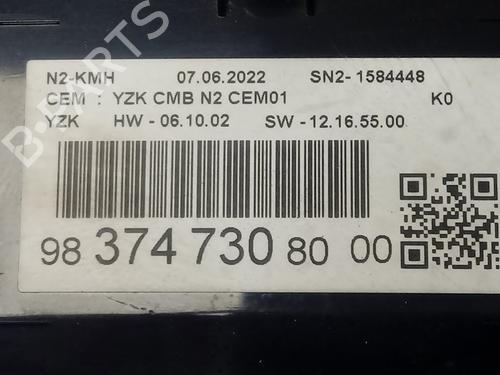 N2-KMH 07.06.2022 SN2-1584448
CEM : YZK CMB N2 CEM01 K0
YZK HW - 06.10.02 SW - 12.16.55.00
98 374 730 80 00
B-Parts